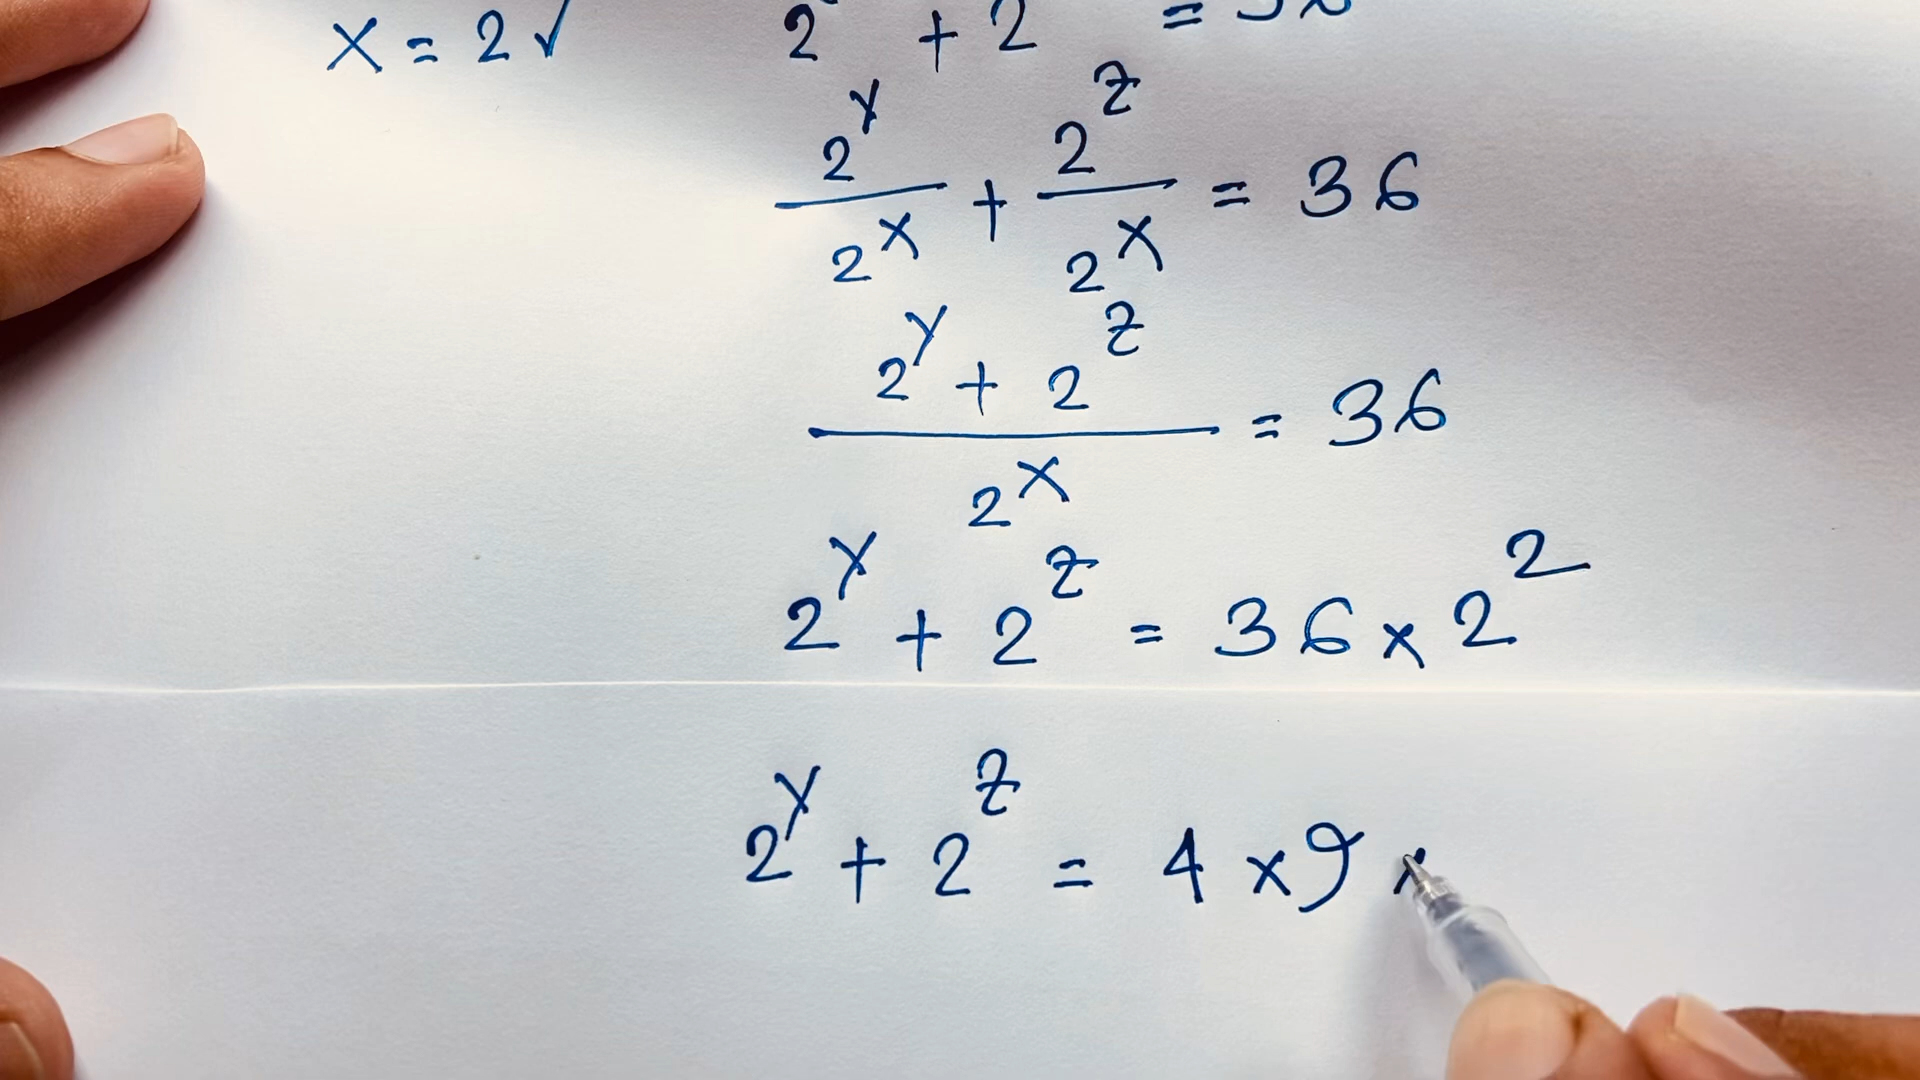 x = 2 ✓
2 + 2 =
2^y/2^x + 2^z/2^x = 36
(2^y + 2^z)/2^x = 36
2^y + 2^z = 36 × 2^2
2^y + 2^z = 4 × 9 ×